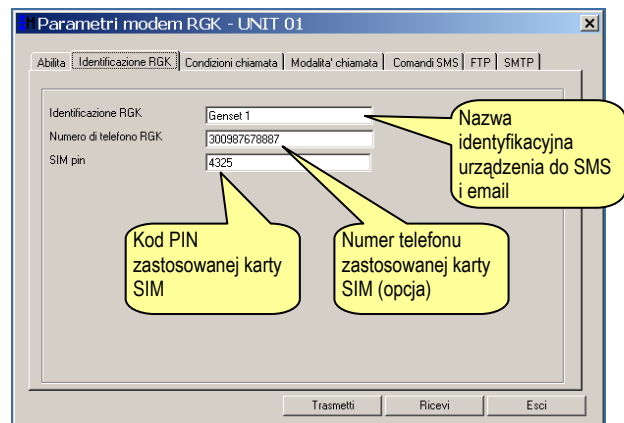 Parametri modem RGK - UNIT 01
Abilita Identificazione RGK Condizioni chiamata Modalita' chiamata Comandi SMS FTP SMTP
Identificazione RGK Genset 1
Numero di telefono RGK 300987678887
SIM pin 4325
Nazwa
identyfikacyjna
urządzenia do SMS
i email
Kod PIN
zastosowanej karty
SIM
Numer telefonu
zastosowanej karty
SIM (opcja)
Trasmetti Ricevi Esci